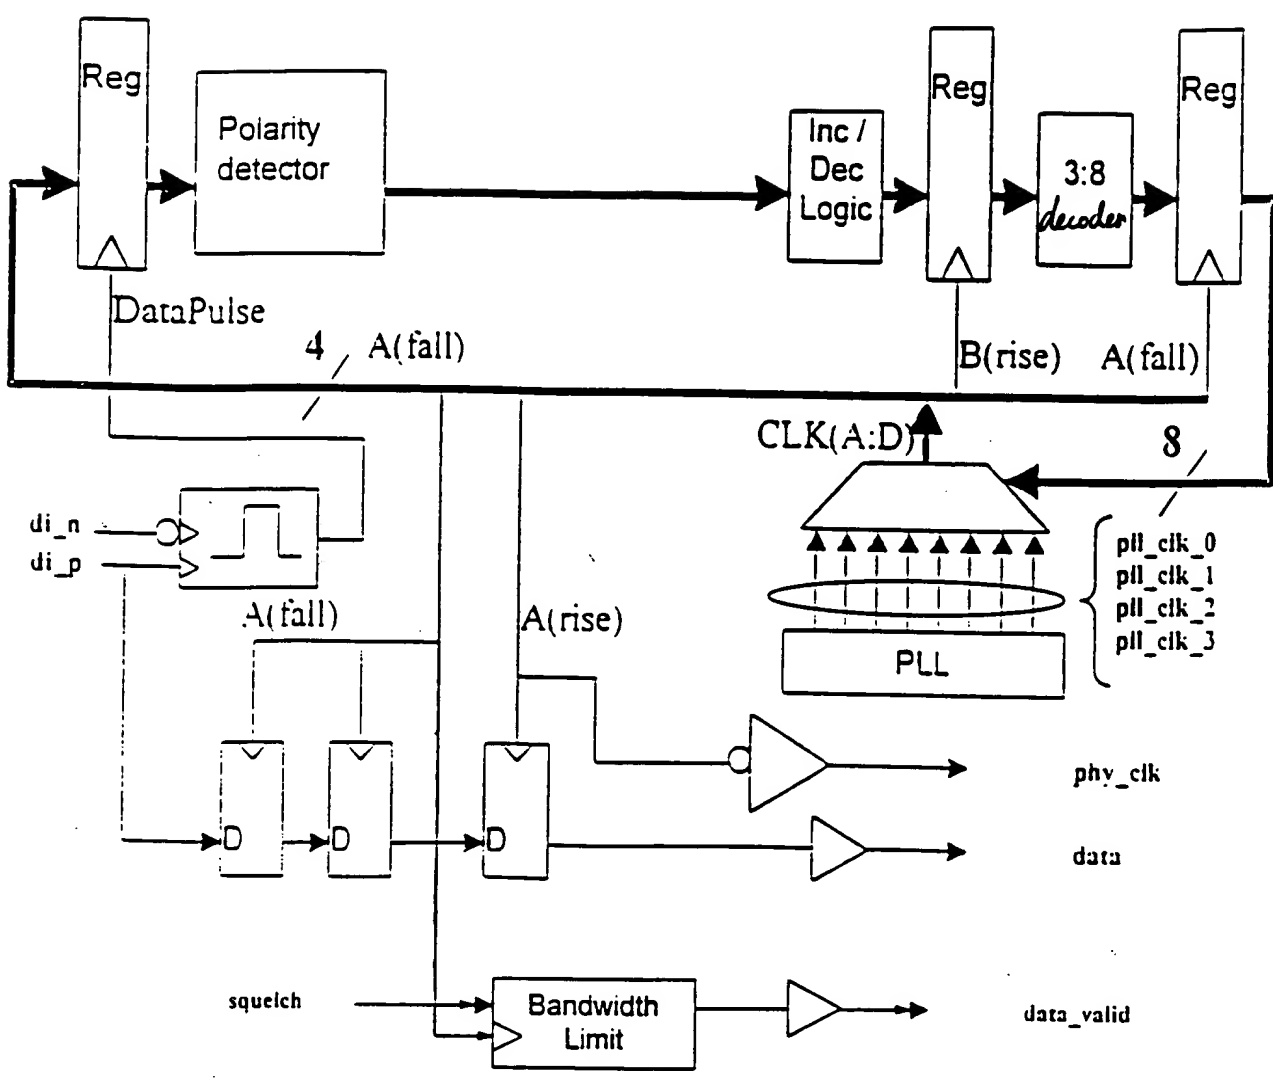 Reg
Polarity
detector
Inc /
Dec
Logic
Reg
3:8
decoder
Reg
DataPulse
4
A(fall)
B(rise)
A(fall)
CLK(A:D)
8
di_n
di_p
A(fall)
A(rise)
pll_clk_0
pll_clk_1
pll_clk_2
pll_clk_3
PLL
phy_clk
D
D
D
data
squelch
Bandwidth
Limit
data_valid